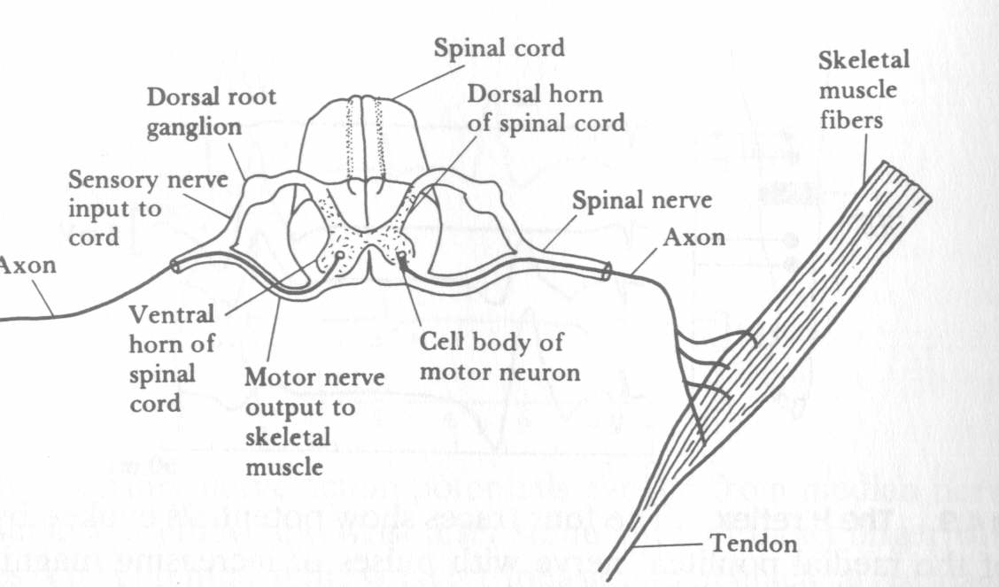 Spinal cord
Skeletal
muscle
fibers
Dorsal root
ganglion
Dorsal horn
of spinal cord
Sensory nerve
input to
cord
Spinal nerve
Axon
Axon
Ventral
horn of
spinal
cord
Cell body of
motor neuron
Motor nerve
output to
skeletal
muscle
Tendon